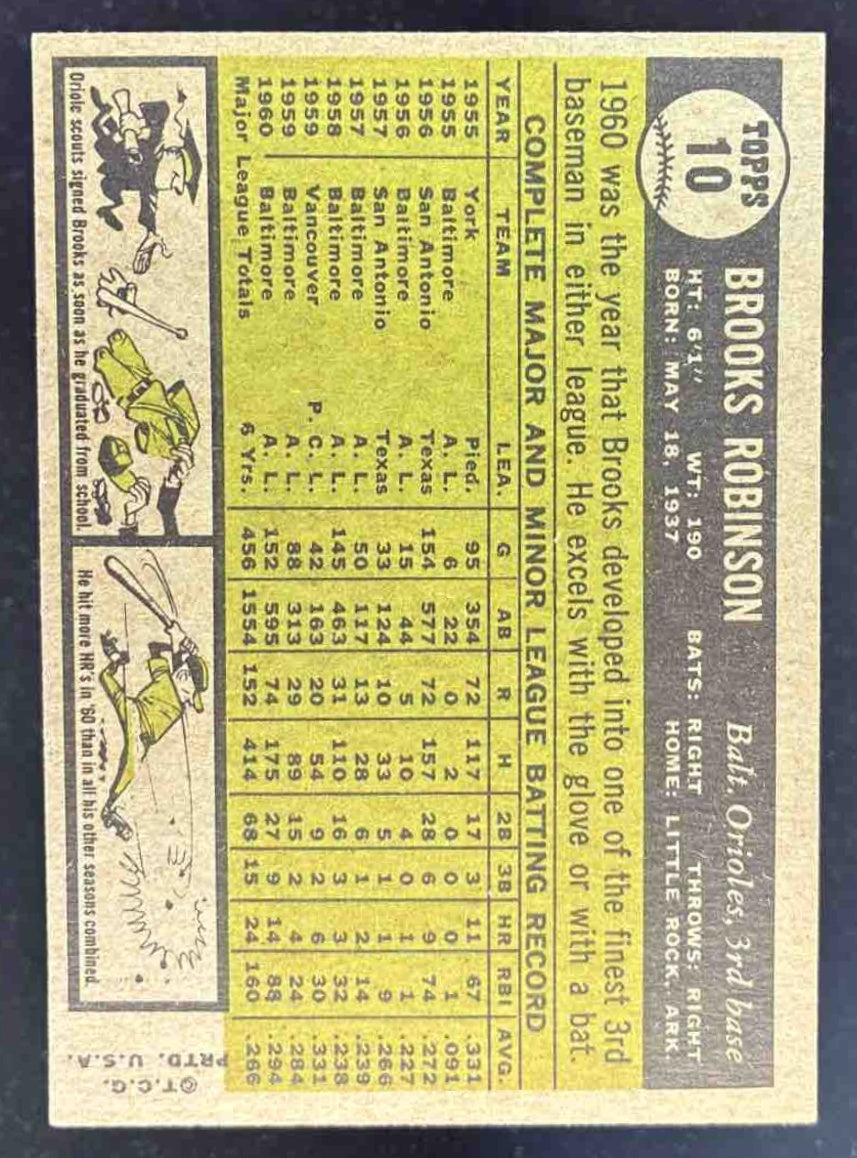 TOPPS
10
BROOKS ROBINSON Balt. Orioles, 3rd base
HT: 6'1" WT: 190 BATS: RIGHT THROWS: RIGHT
BORN: MAY 18, 1937 HOME: LITTLE ROCK, ARK.
1960 was the year that Brooks developed into one of the finest 3rd
baseman in either league. He excels with the glove or with a bat.
COMPLETE MAJOR AND MINOR LEAGUE BATTING RECORD
YEAR TEAM LEA. G AB R H 2B 3B HR RBI AVG.
1955 York Pied. 95 354 72 117 17 3 11 67 .331
1955 Baltimore A. L. 6 22 0 2 0 0 0 1 .091
1956 San Antonio Texas 154 577 72 157 28 6 9 74 .272
1956 Baltimore A. L. 15 44 5 10 4 0 1 1 .227
1957 San Antonio Texas 33 124 10 33 5 1 1 9 .266
1957 Baltimore A. L. 50 117 13 28 6 1 2 14 .239
1958 Baltimore A. L. 145 463 31 110 16 3 3 32 .238
1959 Vancouver P. C. L. 42 163 20 54 9 2 6 30 .331
1959 Baltimore A. L. 88 313 29 89 15 2 4 24 .284
1960 Baltimore A. L. 152 595 74 175 27 9 14 88 .294
Major League Totals 6 Yrs. 456 1554 152 414 68 15 24 160 .266
Oriole scouts signed Brooks as soon as he graduated from school.
He hit more HR's in '60 than in all his other seasons combined.
©T.C.G.
PRTD. U.S.A.